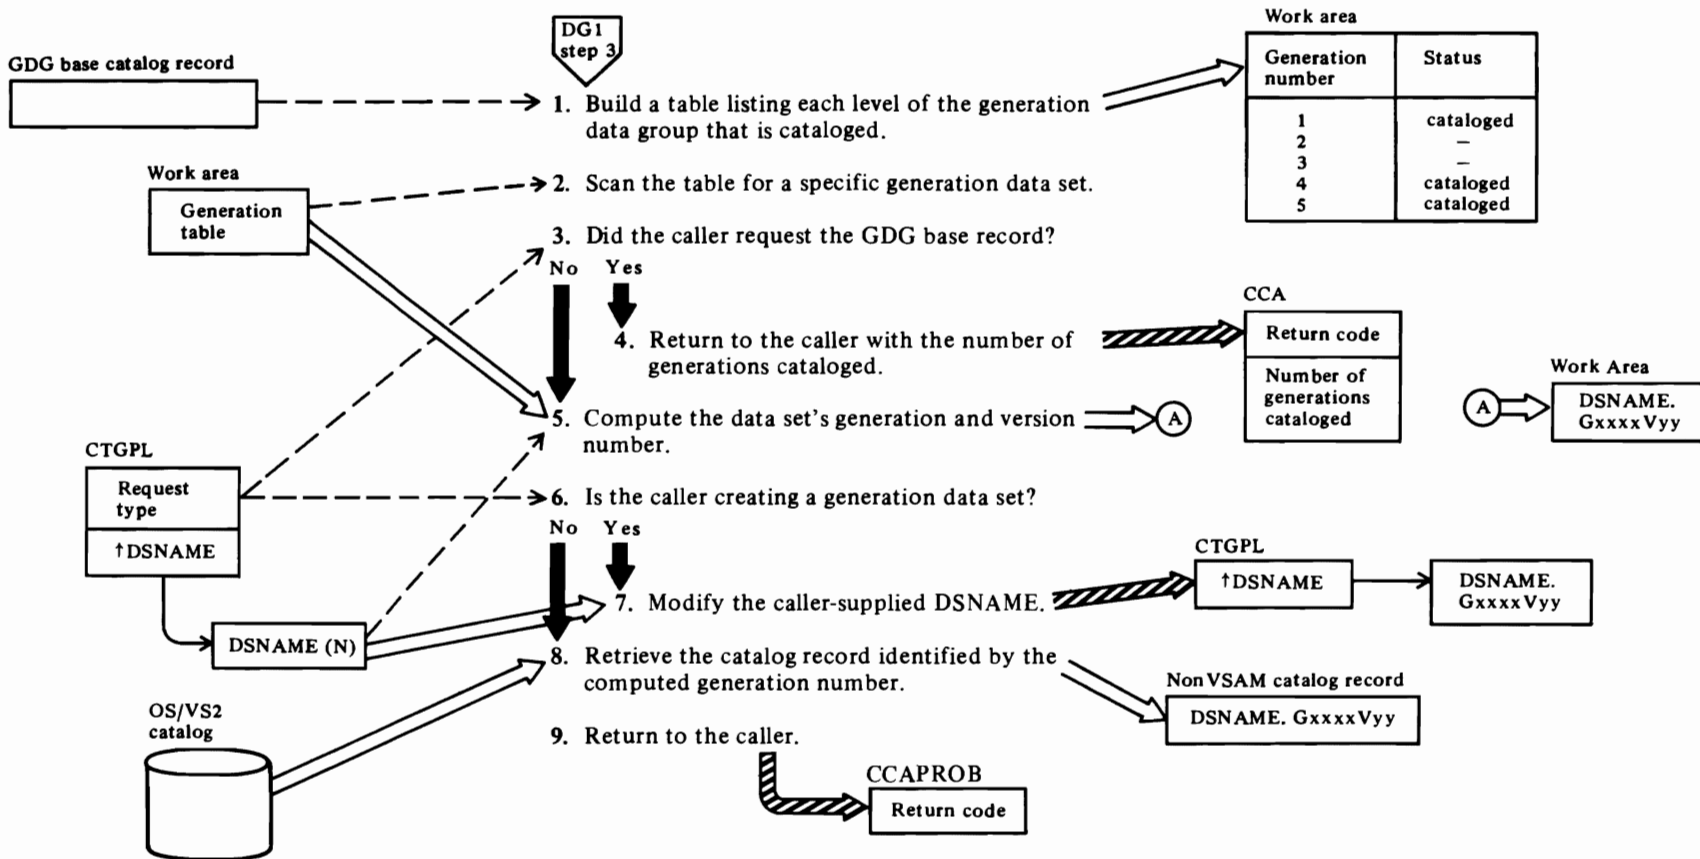 DG1
step 3
GDG base catalog record
Work area
Generation number
Status
1 cataloged
2 –
3 –
4 cataloged
5 cataloged
1. Build a table listing each level of the generation
data group that is cataloged.
Work area
Generation
table
2. Scan the table for a specific generation data set.
3. Did the caller request the GDG base record?
No Yes
4. Return to the caller with the number of
generations cataloged.
CCA
Return code
Number of
generations
cataloged
5. Compute the data set's generation and version
number.
A
A
Work Area
DSNAME.
GxxxxVyy
CTGPL
Request
type
↑DSNAME
DSNAME (N)
6. Is the caller creating a generation data set?
No Yes
7. Modify the caller-supplied DSNAME.
CTGPL
↑DSNAME
DSNAME.
GxxxxVyy
8. Retrieve the catalog record identified by the
computed generation number.
NonVSAM catalog record
DSNAME. GxxxxVyy
OS/VS2
catalog
9. Return to the caller.
CCAPROB
Return code